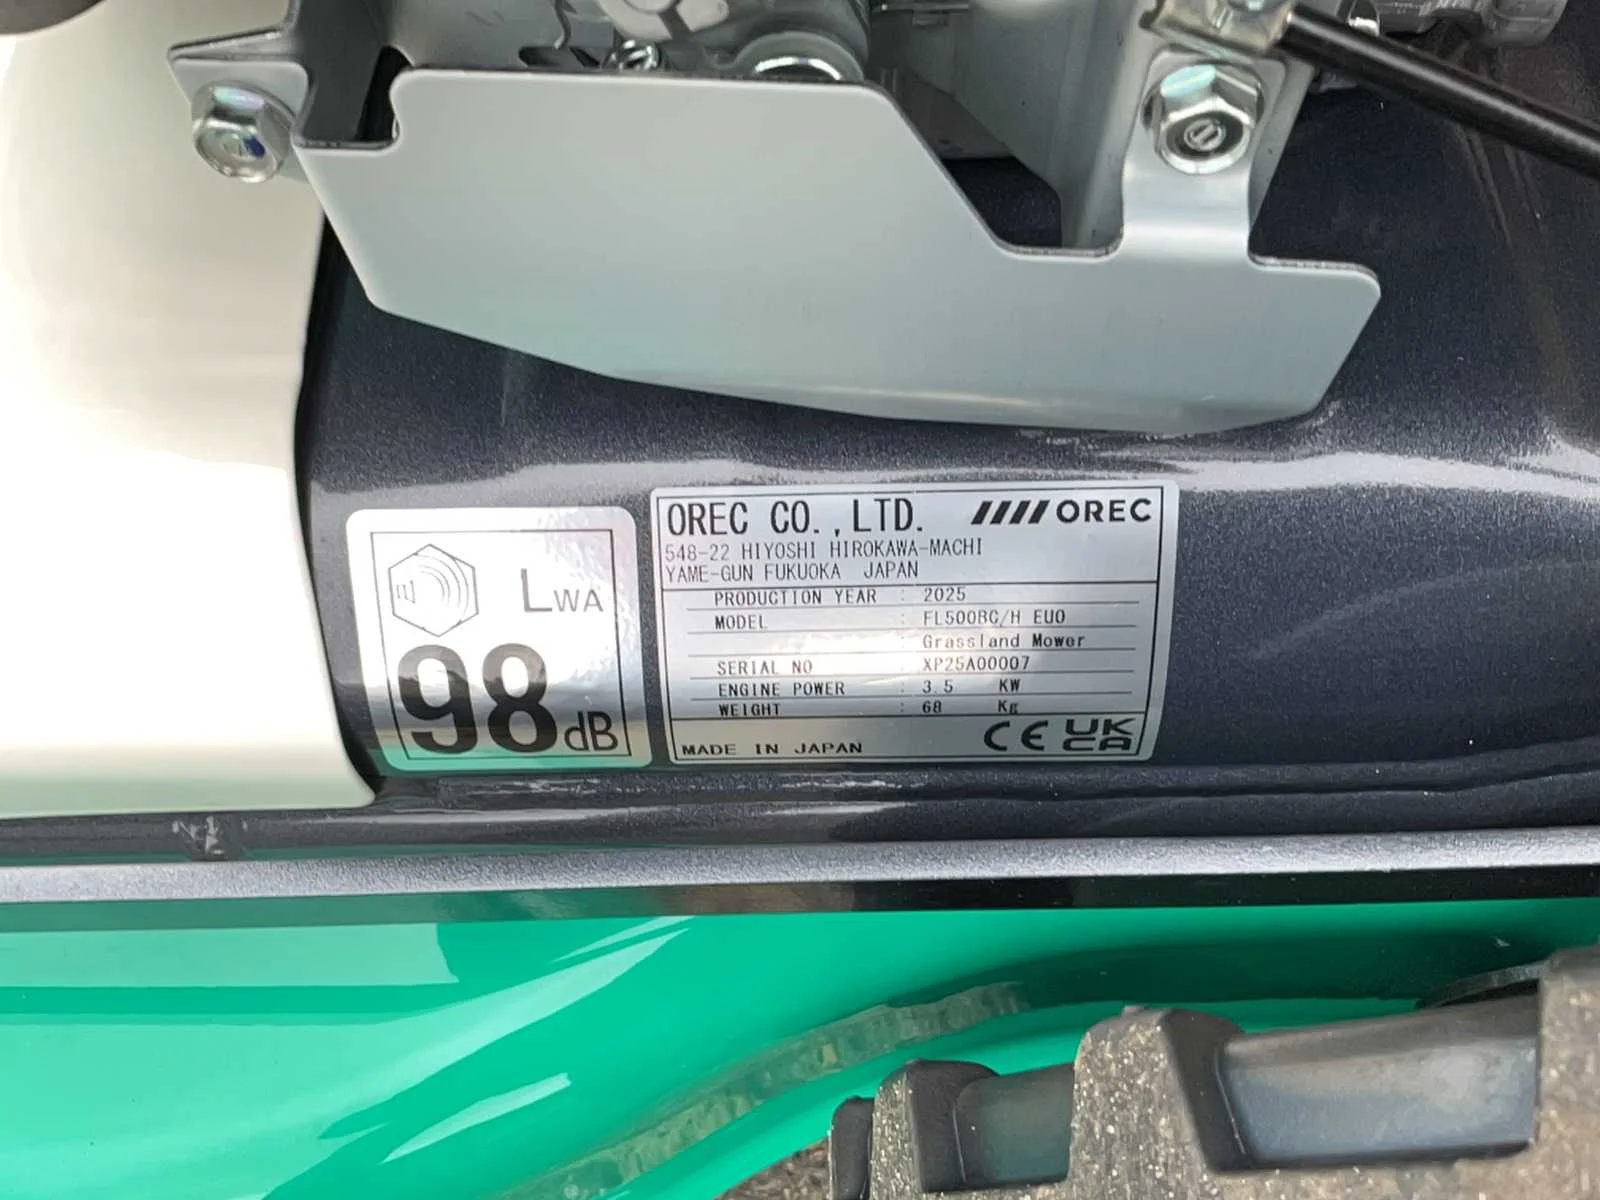 LWA
98dB
OREC CO.,LTD.
OREC
548-22 HIYOSHI HIROKAWA-MACHI
YAME-GUN FUKUOKA JAPAN
PRODUCTION YEAR : 2025
MODEL : FL500BC/H EU0
: Grassland Mower
SERIAL NO : XP25A00007
ENGINE POWER : 3.5 KW
WEIGHT : 68 Kg
MADE IN JAPAN
CE UK
CA